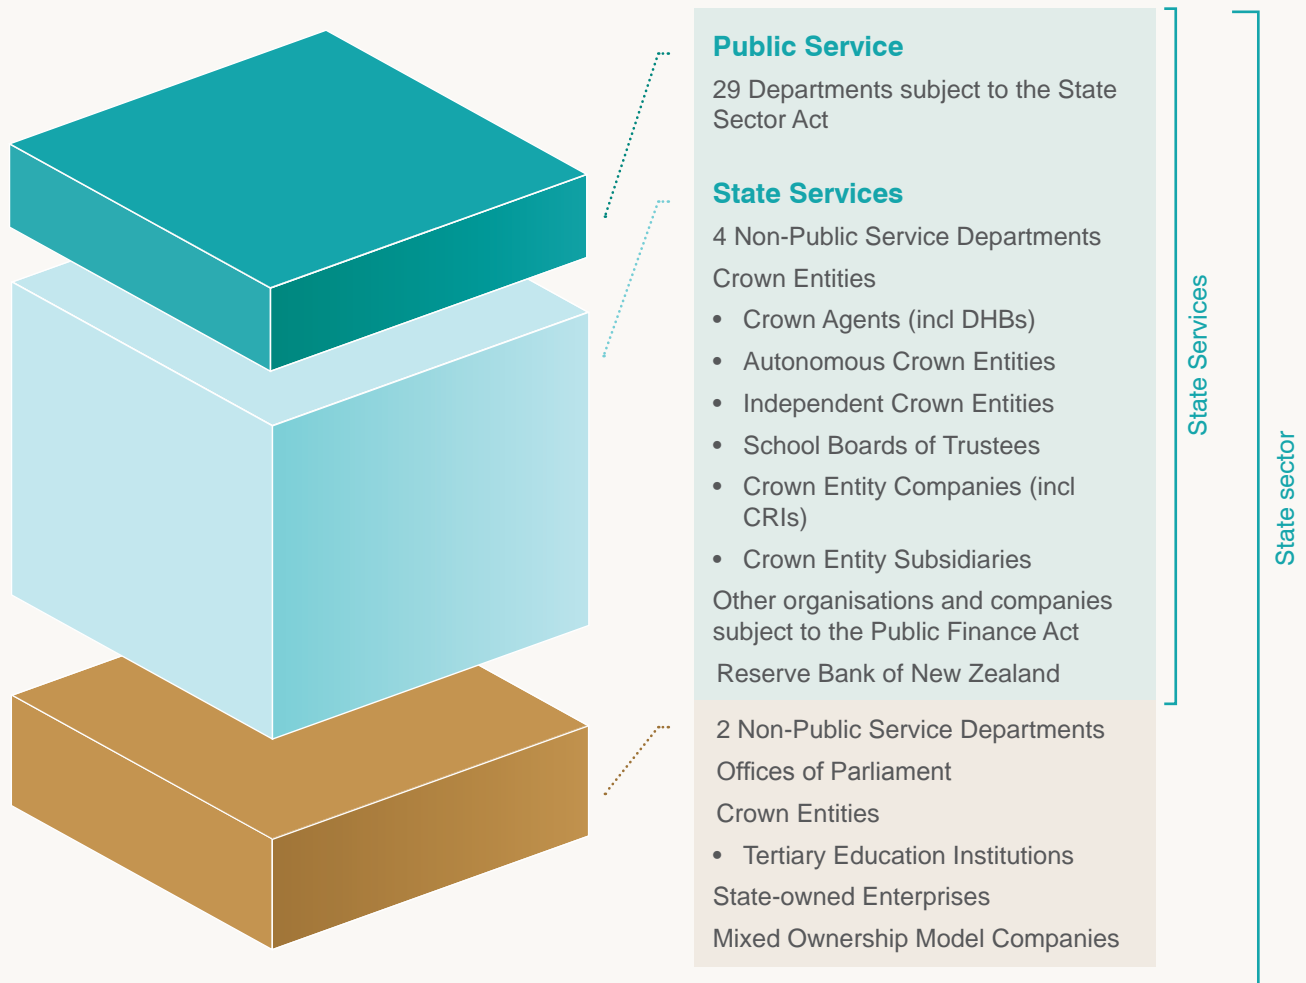 Public Service
29 Departments subject to the State
Sector Act
State Services
4 Non-Public Service Departments
Crown Entities
• Crown Agents (incl DHBs)
• Autonomous Crown Entities
• Independent Crown Entities
• School Boards of Trustees
• Crown Entity Companies (incl
CRIs)
• Crown Entity Subsidiaries
Other organisations and companies
subject to the Public Finance Act
Reserve Bank of New Zealand
2 Non-Public Service Departments
Offices of Parliament
Crown Entities
• Tertiary Education Institutions
State-owned Enterprises
Mixed Ownership Model Companies
State Services
State sector